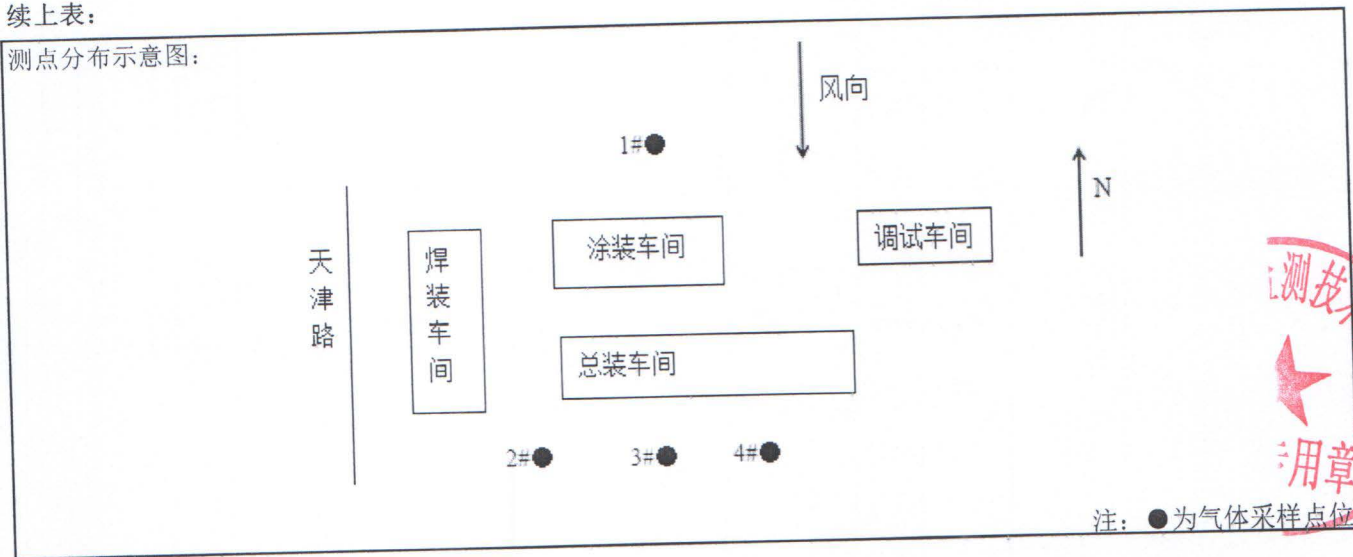 续上表：
测点分布示意图：
风向
1#●
N
天津路
焊装车间
涂装车间
调试车间
总装车间
2#●
3#●
4#●
测技
用章
注：●为气体采样点位